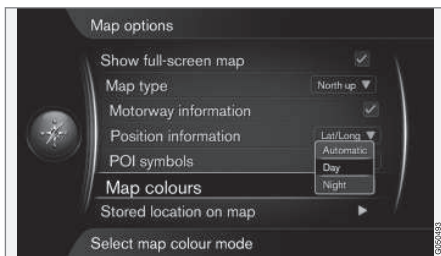 Map options
Show full-screen map
Map type North up
Motorway information
Position information Lat/Long
Automatic
POI symbols
Day
Map colours
Night
Stored location on map
Select map colour mode
G050493